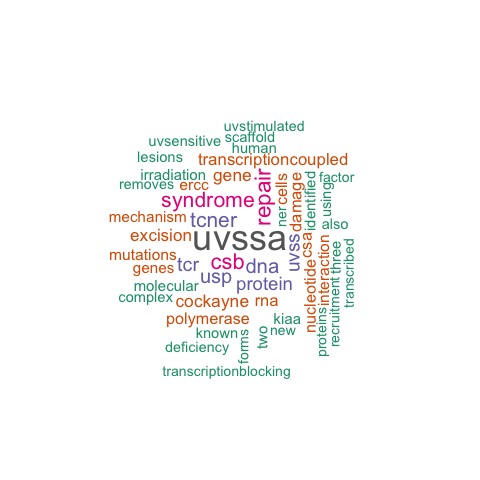 uvstimulated
scaffold
uvsensitive
human
lesions
transcriptioncoupled
irradiation
gene
repair
cells
damage
identified
factor
removes
ercc
using
syndrome
ner
also
mechanism
tcner
excision
uvssa
uvss
csa
interaction
three
transcribed
mutations
tcr
csb
dna
genes
usp
protein
nucleotide
recruitment
molecular
complex
cockayne
rna
proteins
polymerase
kiaa
known
forms
two
new
deficiency
transcriptionblocking